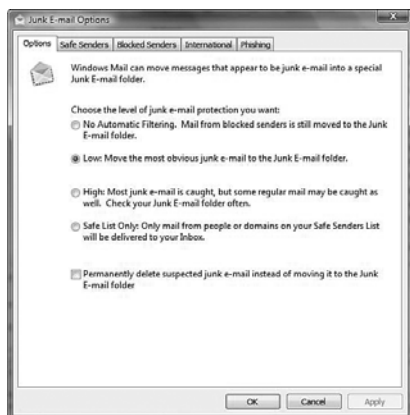 Junk E-mail Options
Options Safe Senders Blocked Senders International Phishing
Windows Mail can move messages that appear to be junk e-mail into a special
Junk E-mail folder.
Choose the level of junk e-mail protection you want:
No Automatic Filtering. Mail from blocked senders is still moved to the Junk
E-mail folder.
Low: Move the most obvious junk e-mail to the Junk E-mail folder.
High: Most junk e-mail is caught, but some regular mail may be caught as
well. Check your Junk E-mail folder often.
Safe List Only: Only mail from people or domains on your Safe Senders List
will be delivered to your Inbox.
Permanently delete suspected junk e-mail instead of moving it to the Junk
E-mail folder
OK Cancel Apply